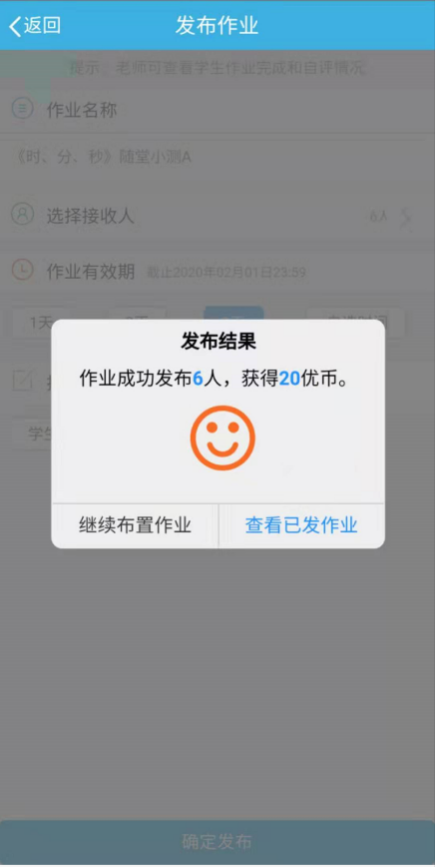 返回
发布作业
提示：老师可查看学生作业完成和自评情况
作业名称
《时、分、秒》随堂小测A
选择接收人
6人
作业有效期 截止2020年02月01日23:59
1天
发布结果
作业成功发布6人，获得20优币。
学生
继续布置作业
查看已发作业
确定发布